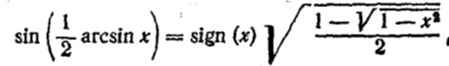 sin (1/2 arcsin x) = sign (x) √((1 − √(1 − x²))/2),